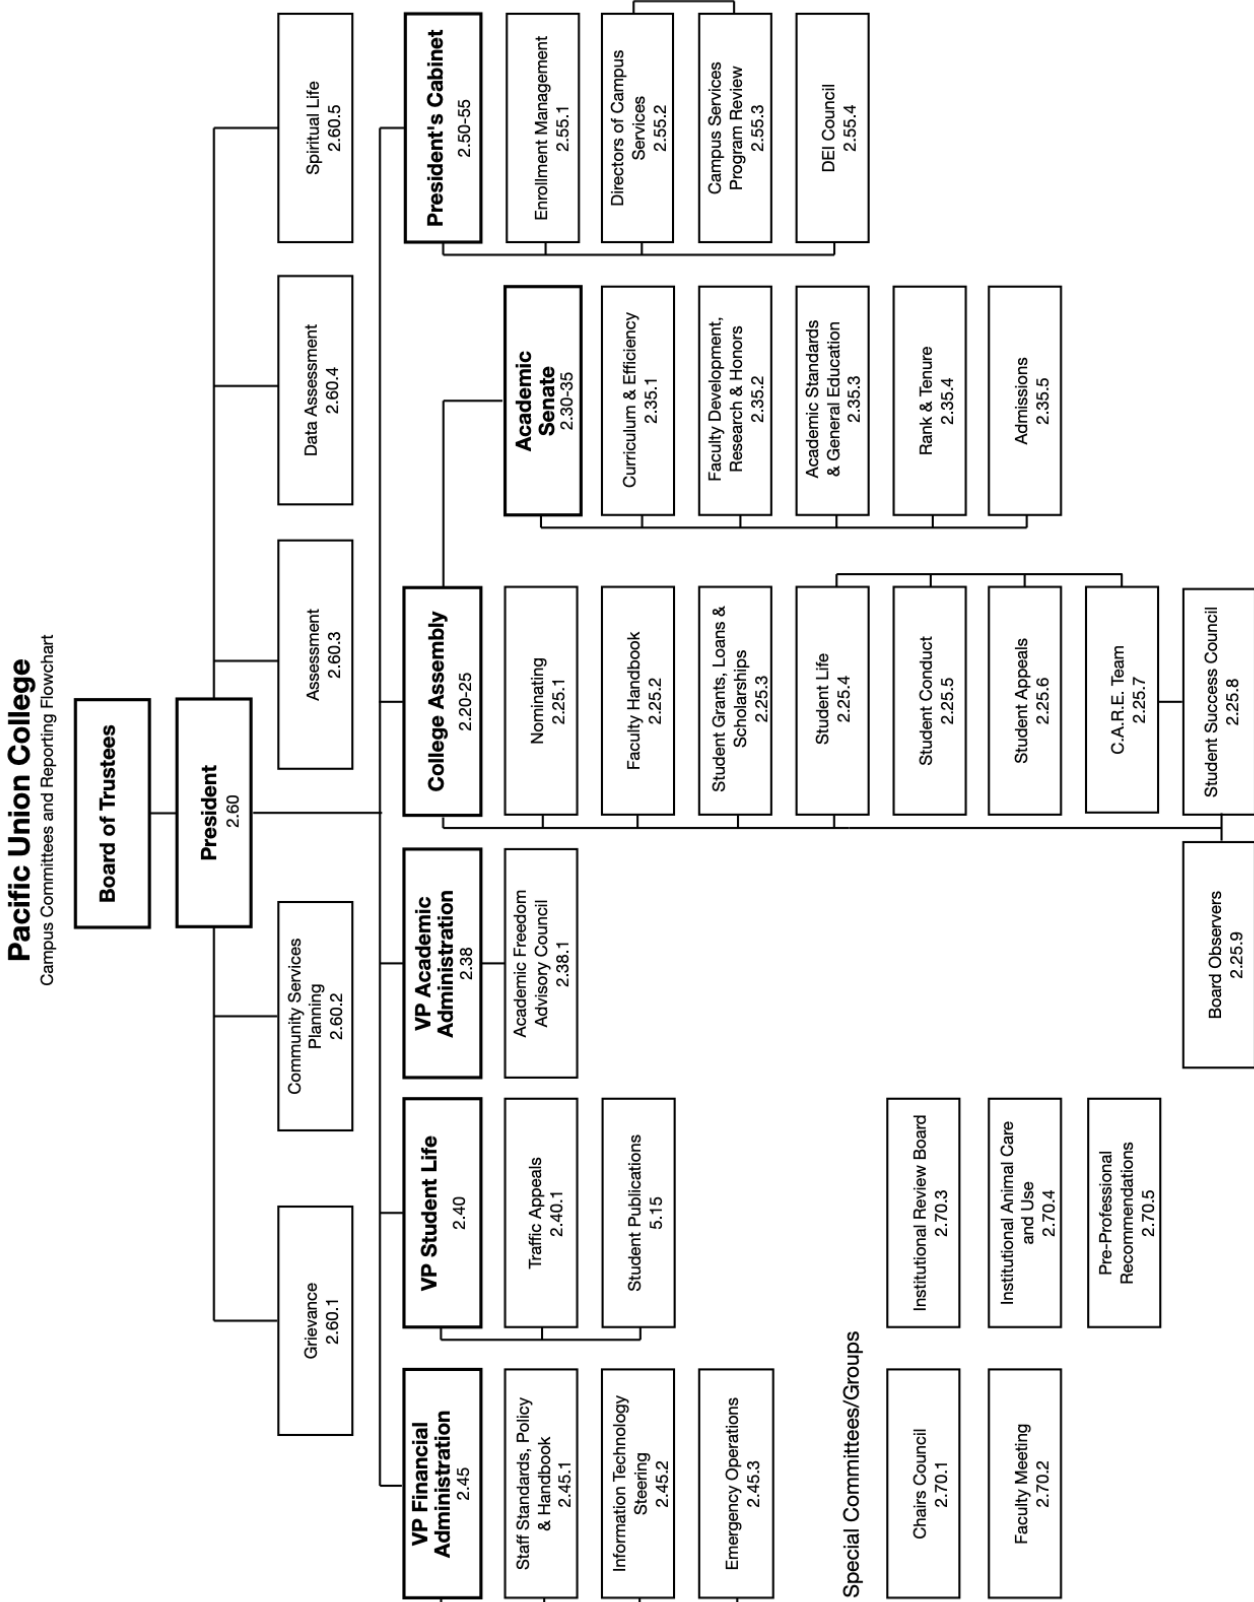 Pacific Union College
Campus Committees and Reporting Flowchart
Board of Trustees
President
2.60
Grievance
2.60.1
Community Services
Planning
2.60.2
Assessment
2.60.3
Data Assessment
2.60.4
Spiritual Life
2.60.5
VP Financial
Administration
2.45
Staff Standards, Policy
& Handbook
2.45.1
Information Technology
Steering
2.45.2
Emergency Operations
2.45.3
VP Student Life
2.40
Traffic Appeals
2.40.1
Student Publications
5.15
VP Academic
Administration
2.38
Academic Freedom
Advisory Council
2.38.1
College Assembly
2.20-25
Nominating
2.25.1
Faculty Handbook
2.25.2
Student Grants, Loans &
Scholarships
2.25.3
Student Life
2.25.4
Student Conduct
2.25.5
Student Appeals
2.25.6
C.A.R.E. Team
2.25.7
Student Success Council
2.25.8
Board Observers
2.25.9
Academic
Senate
2.30-35
Curriculum & Efficiency
2.35.1
Faculty Development,
Research & Honors
2.35.2
Academic Standards
& General Education
2.35.3
Rank & Tenure
2.35.4
Admissions
2.35.5
President's Cabinet
2.50-55
Enrollment Management
2.55.1
Directors of Campus
Services
2.55.2
Campus Services
Program Review
2.55.3
DEI Council
2.55.4
Special Committees/Groups
Chairs Council
2.70.1
Faculty Meeting
2.70.2
Institutional Review Board
2.70.3
Institutional Animal Care
and Use
2.70.4
Pre-Professional
Recommendations
2.70.5